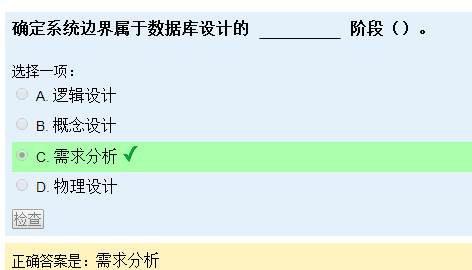 确定系统边界属于数据库设计的 __________ 阶段（）。
选择一项：
A. 逻辑设计
B. 概念设计
C. 需求分析
D. 物理设计
检查
正确答案是：需求分析